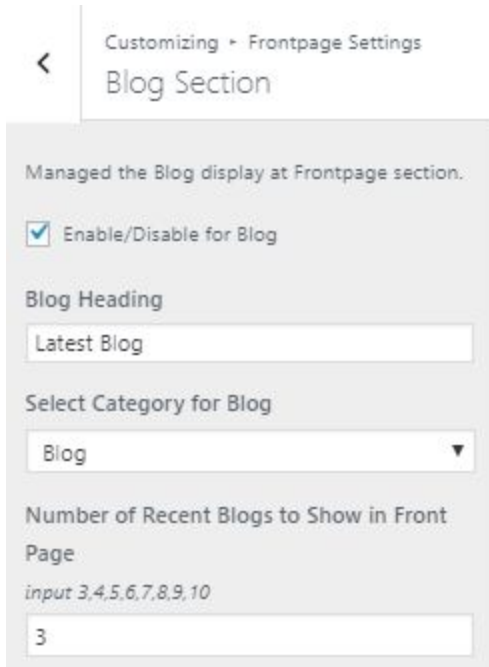 Customizing ▸ Frontpage Settings
Blog Section
Managed the Blog display at Frontpage section.
Enable/Disable for Blog
Blog Heading
Latest Blog
Select Category for Blog
Blog
Number of Recent Blogs to Show in Front
Page
input 3,4,5,6,7,8,9,10
3